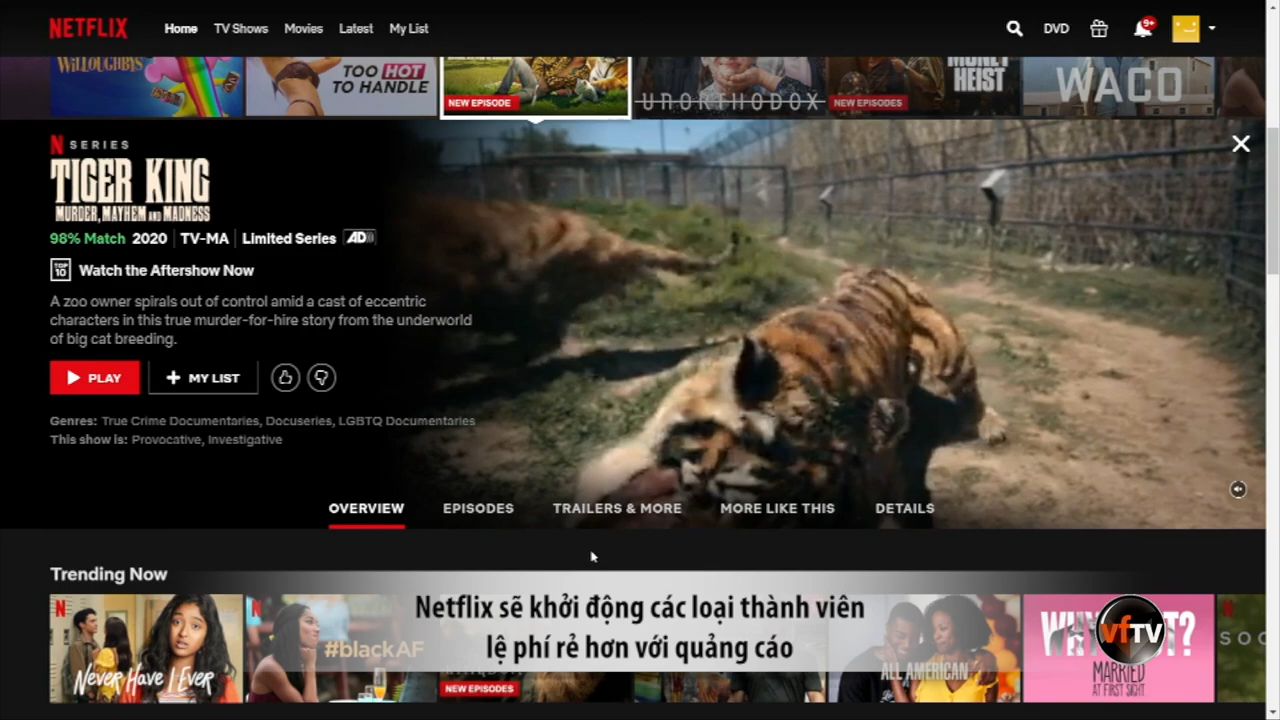 NETFLIX Home TV Shows Movies Latest My List DVD 9+
WILLOUGHBYS
TOO HOT
TO HANDLE
NEW EPISODE
UNORTHODOX
NEW EPISODES
MONEY
HEIST
WACO
N SERIES
TIGER KING
MURDER, MAYHEM AND MADNESS
98% Match 2020 TV-MA Limited Series AD
TOP 10 Watch the Aftershow Now
A zoo owner spirals out of control amid a cast of eccentric
characters in this true murder-for-hire story from the underworld
of big cat breeding.
PLAY + MY LIST
Genres: True Crime Documentaries, Docuseries, LGBTQ Documentaries
This show is: Provocative, Investigative
OVERVIEW EPISODES TRAILERS & MORE MORE LIKE THIS DETAILS
Trending Now
Netflix sẽ khởi động các loại thành viên
lệ phí rẻ hơn với quảng cáo
N
Never Have I Ever
N
#blackAF
NEW EPISODES
ALL AMERICAN
MARRIED
AT FIRST SIGHT
vfTV